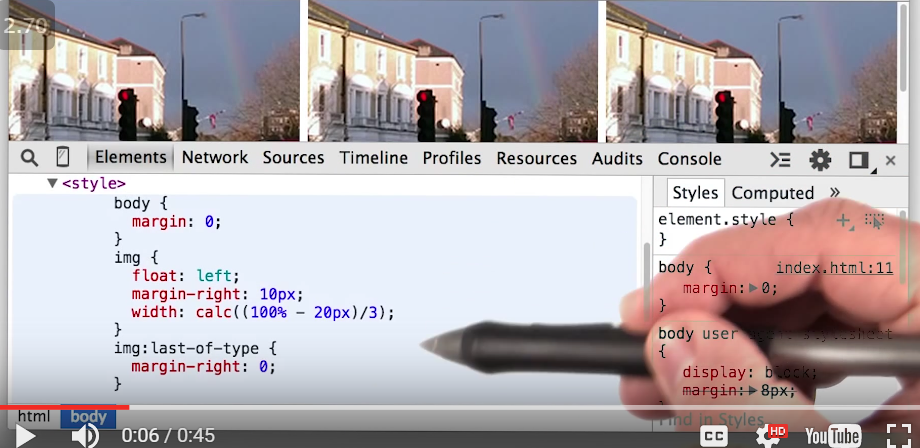 2.70
Elements Network Sources Timeline Profiles Resources Audits Console
<style>
body {
margin: 0;
}
img {
float: left;
margin-right: 10px;
width: calc((100% - 20px)/3);
}
img:last-of-type {
margin-right: 0;
}
html body
Styles Computed »
element.style {
}
body { index.html:11
margin: 0;
}
body user agent stylesheet
{
display: block;
margin: 8px;
Find in Styles
0:06 / 0:45
CC HD YouTube